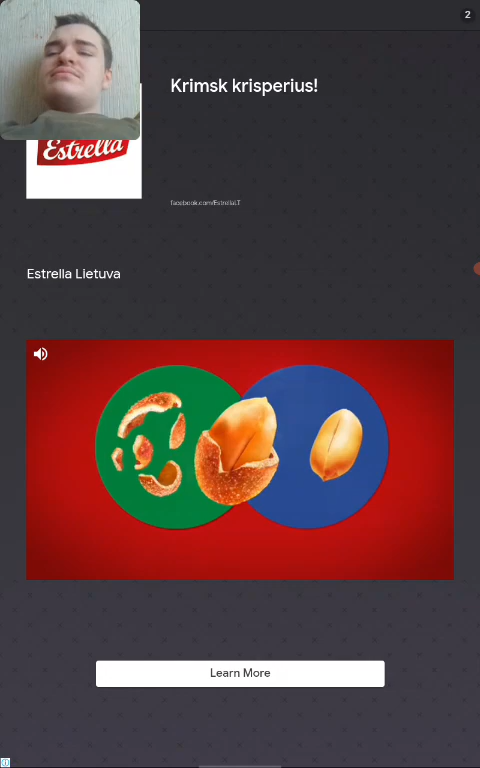 2
Krimsk krisperius!
Estrella
facebook.com/EstrellaLT
Estrella Lietuva
Learn More